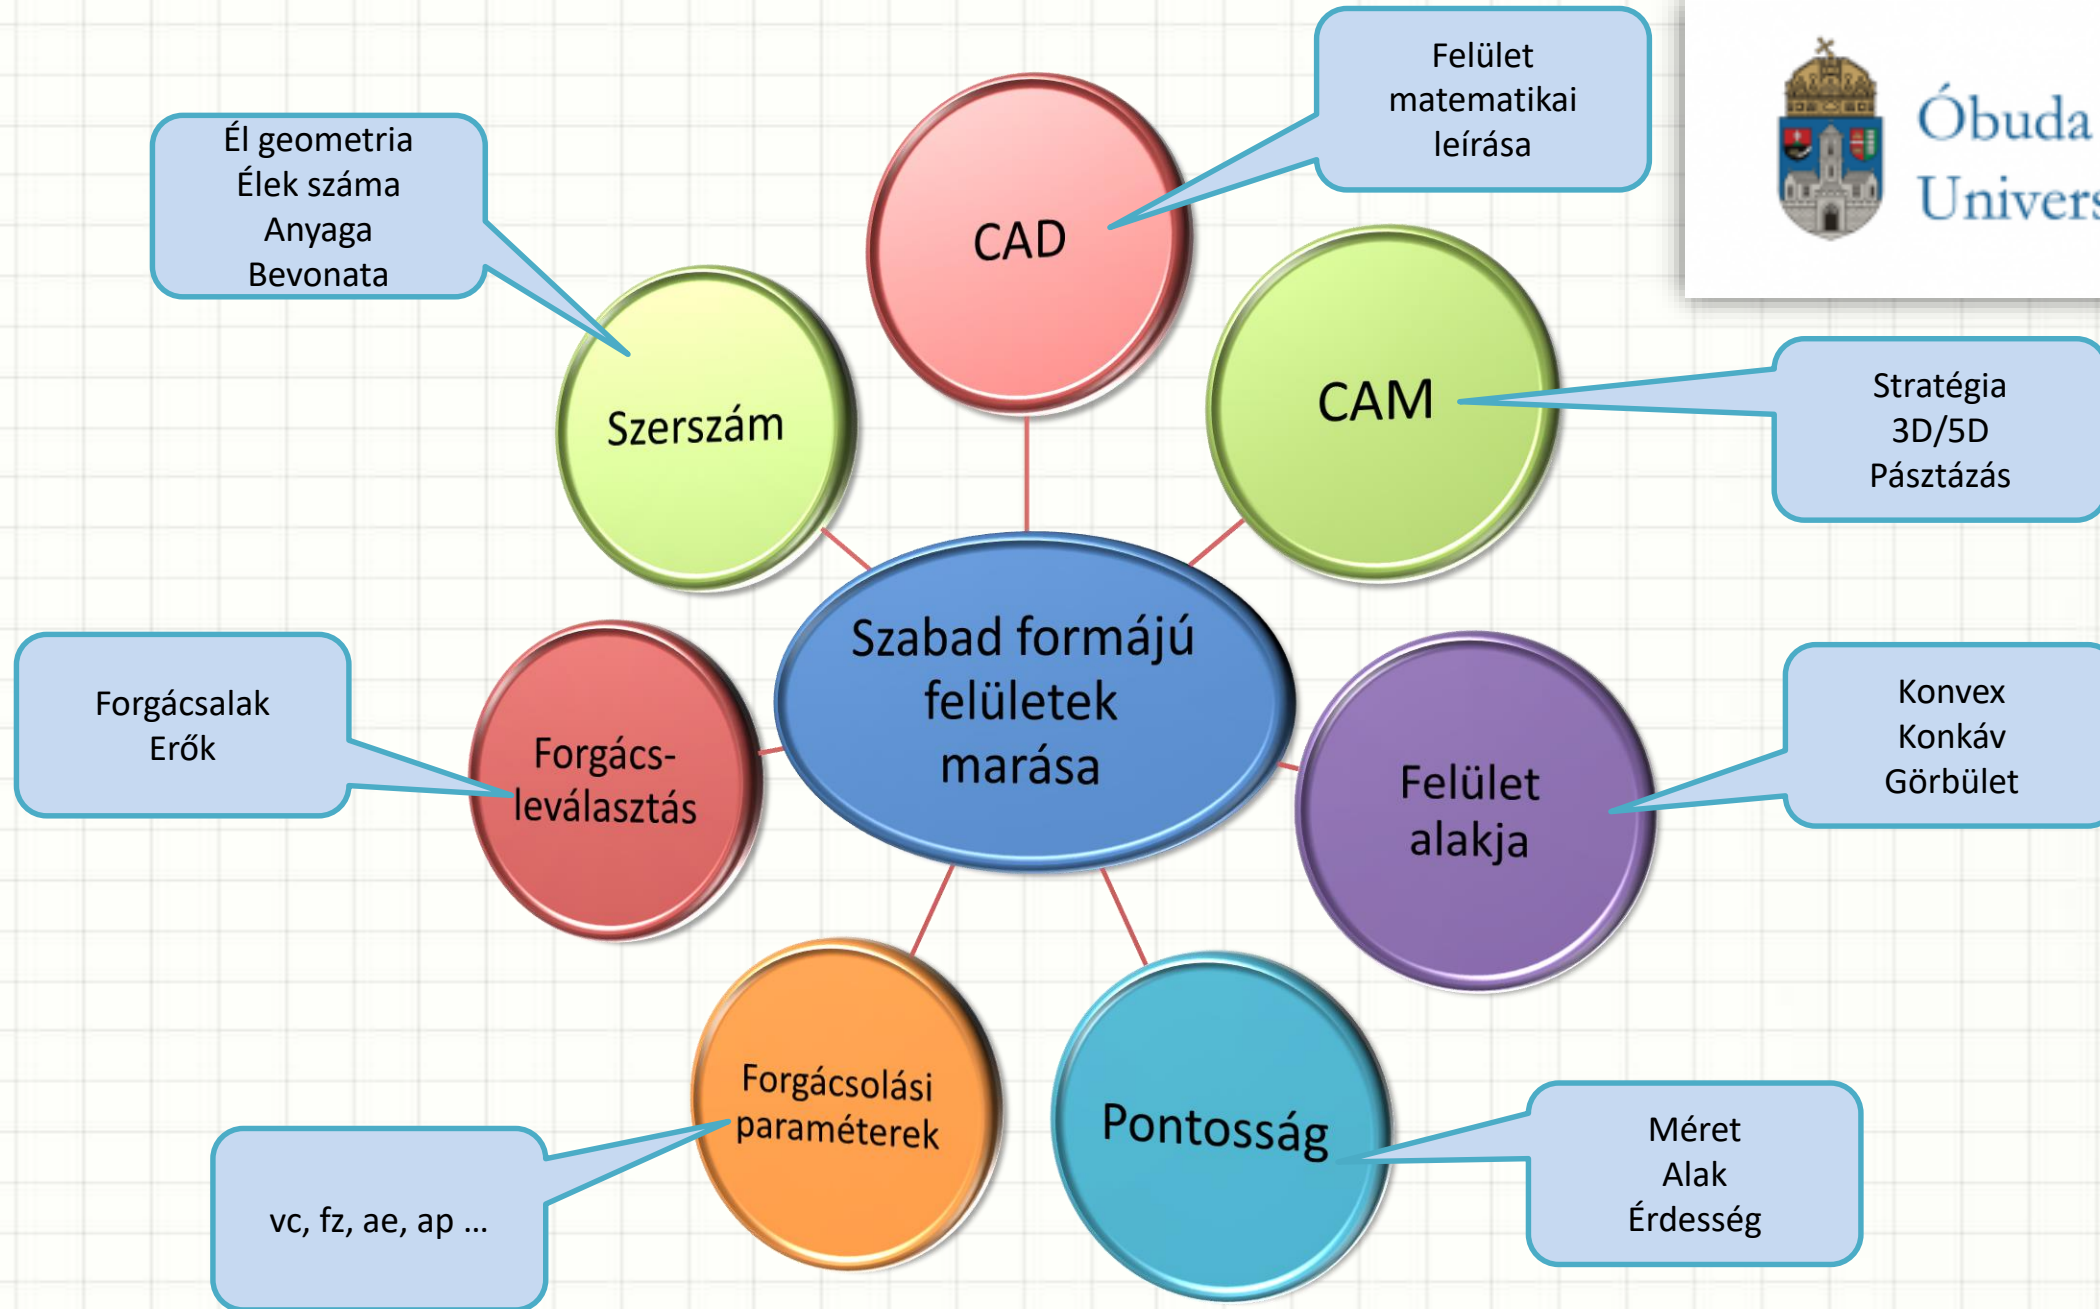 Felület
matematikai
leírása
Óbuda
Univers
Él geometria
Élek száma
Anyaga
Bevonata
CAD
CAM
Stratégia
3D/5D
Pásztázás
Szerszám
Szabad formájú
felületek
marása
Forgácsalak
Erők
Forgács-
leválasztás
Felület
alakja
Konvex
Konkáv
Görbület
Forgácsolási
paraméterek
vc, fz, ae, ap ...
Pontosság
Méret
Alak
Érdesség